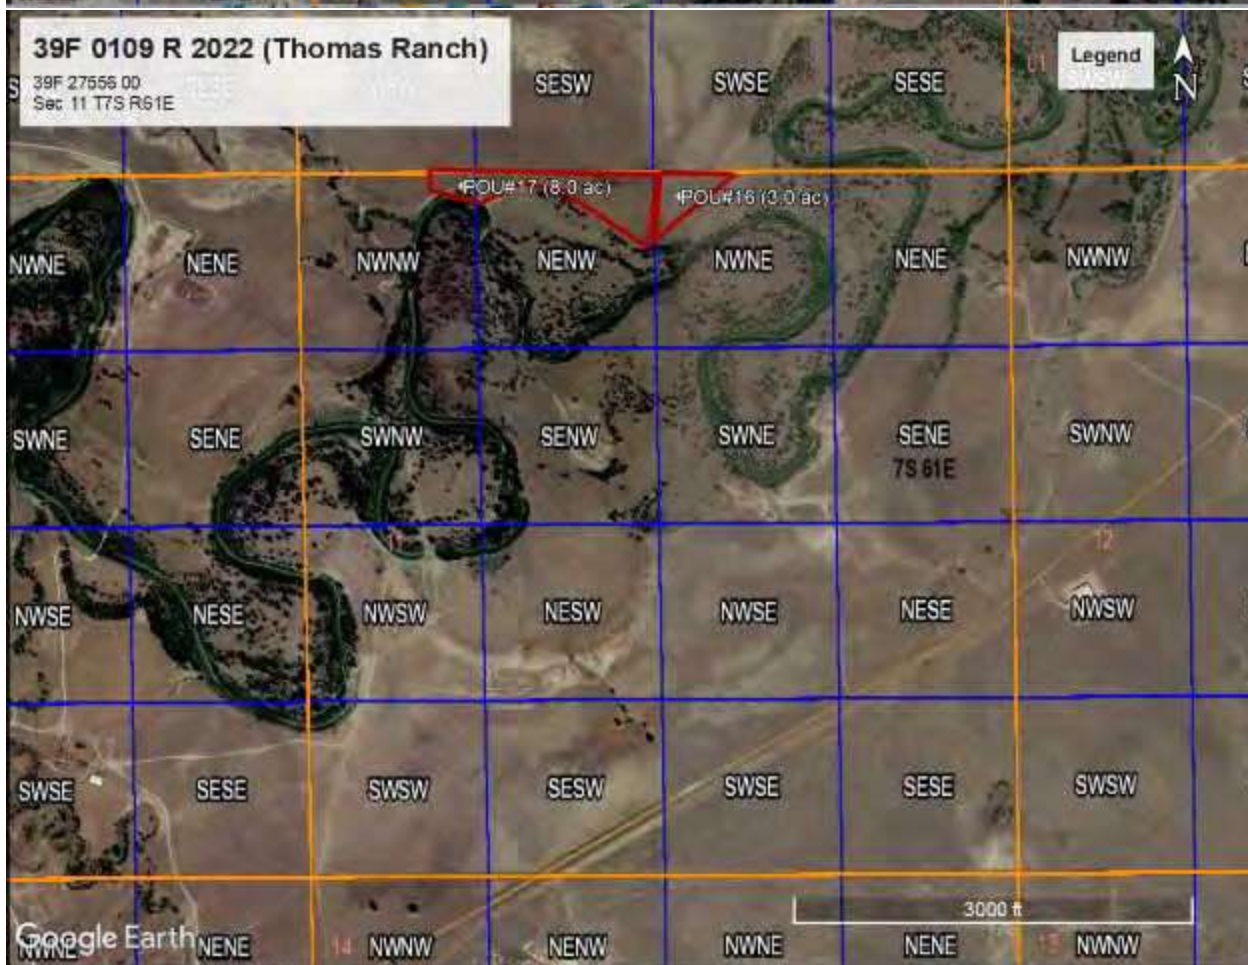 39F 0109 R 2022 (Thomas Ranch)
39F 27556 00
Sec 11 T7S R61E
Legend
N
01
SESW
SWSE
SESE
POU#17 (8.0 ac)
POU#16 (3.0 ac)
NWNE
NENE
NWNW
NENW
NWNE
NENE
NWNW
SWNE
SENE
SWNW
SENW
SWNE
SENE
SWNW
7S 61E
12
NWSE
NESE
NWSW
NESW
NWSE
NESE
NWSW
SWSE
SESE
SWSW
SESW
SWSE
SESE
SWSW
3000 ft
Google Earth
NWNE
NENE
14
NWNW
NENW
NWNE
NENE
13
NWNW